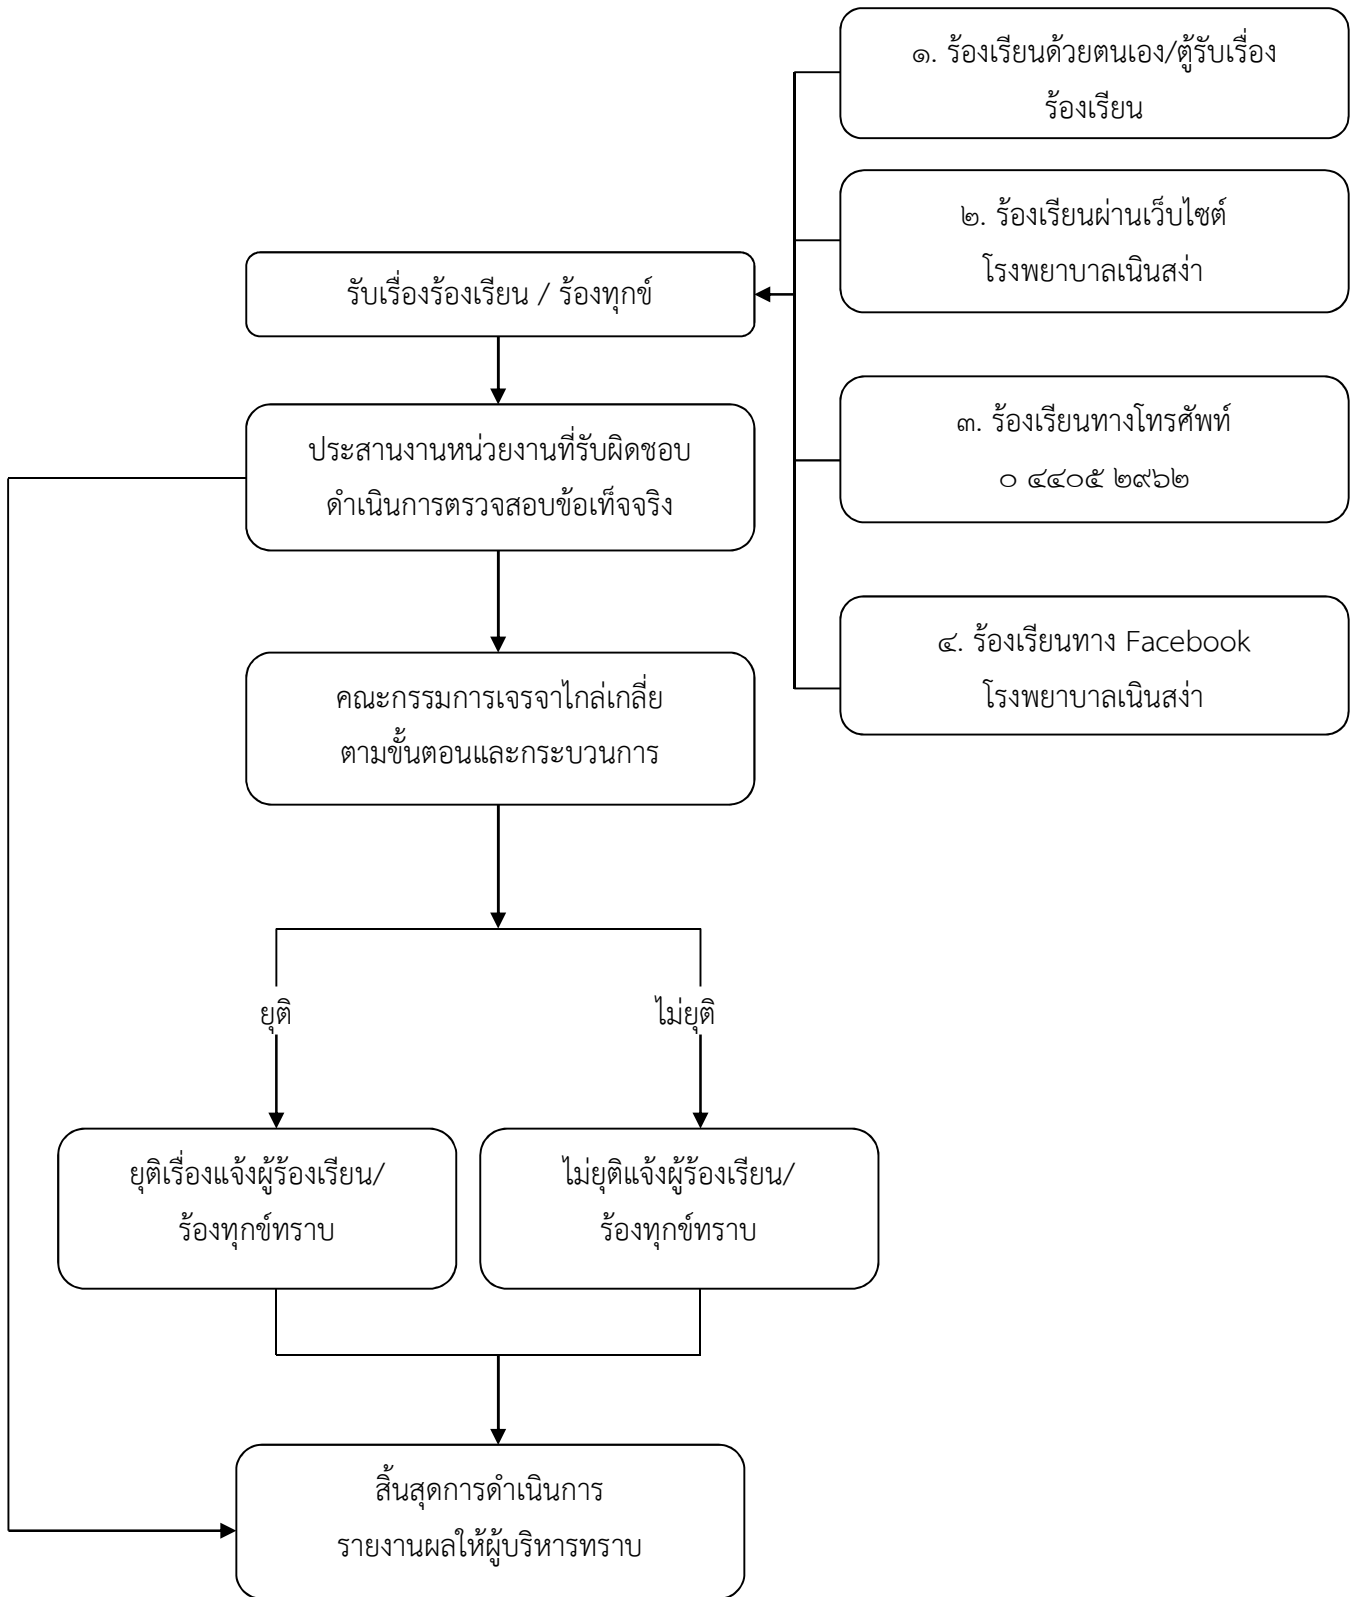 ๑. ร้องเรียนด้วยตนเอง/ตู้รับเรื่อง
ร้องเรียน
๒. ร้องเรียนผ่านเว็บไซต์
โรงพยาบาลเนินสง่า
รับเรื่องร้องเรียน / ร้องทุกข์
๓. ร้องเรียนทางโทรศัพท์
๐ ๔๔๐๕ ๒๙๖๒
ประสานงานหน่วยงานที่รับผิดชอบ
ดำเนินการตรวจสอบข้อเท็จจริง
๔. ร้องเรียนทาง Facebook
โรงพยาบาลเนินสง่า
คณะกรรมการเจรจาไกล่เกลี่ย
ตามขั้นตอนและกระบวนการ
ยุติ
ไม่ยุติ
ยุติเรื่องแจ้งผู้ร้องเรียน/
ร้องทุกข์ทราบ
ไม่ยุติแจ้งผู้ร้องเรียน/
ร้องทุกข์ทราบ
สิ้นสุดการดำเนินการ
รายงานผลให้ผู้บริหารทราบ